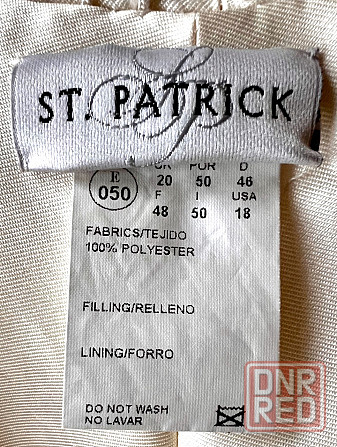 ST. PATRICK
POR D
E 20 50 46
050 F I USA
48 50 18
FABRICS/TEJIDO
100% POLYESTER
FILLING/RELLENO
LINING/FORRO
DO NOT WASH
NO LAVAR
DNR
RED